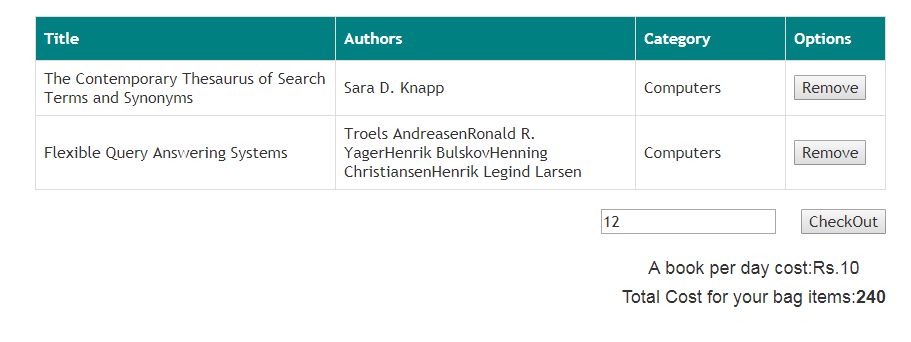 Title Authors Category Options
The Contemporary Thesaurus of Search
Terms and Synonyms
Sara D. Knapp
Computers
Remove
Flexible Query Answering Systems
Troels AndreasenRonald R.
YagerHenrik BulskovHenning
ChristiansenHenrik Legind Larsen
Computers
Remove
12 CheckOut
A book per day cost:Rs.10
Total Cost for your bag items:240